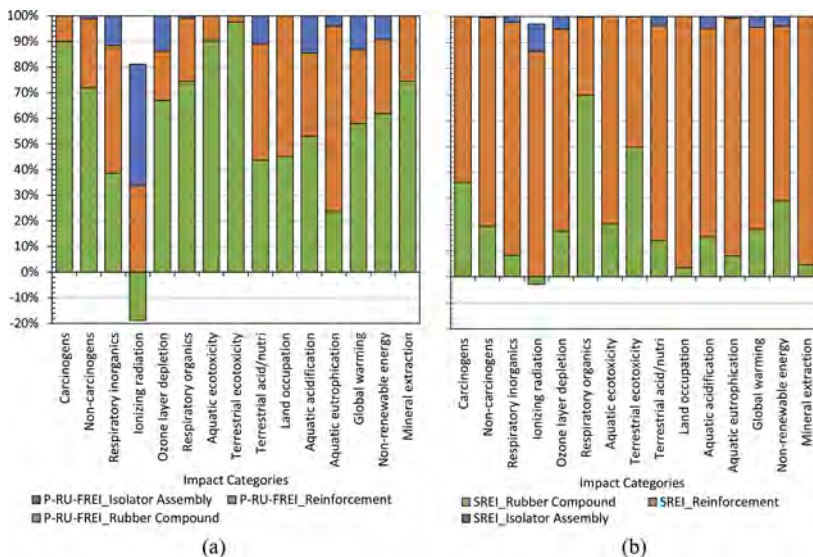 100%
90%
80%
70%
60%
50%
40%
30%
20%
10%
0%
-10%
-20%
Carcinogens
Non-carcinogens
Respiratory inorganics
Ionizing radiation
Ozone layer depletion
Respiratory organics
Aquatic ecotoxicity
Terrestrial ecotoxicity
Terrestrial acid/nutri
Land occupation
Aquatic acidification
Aquatic eutrophication
Global warming
Non-renewable energy
Mineral extraction
Impact Categories
P-RU-FREI_Isolator Assembly
P-RU-FREI_Reinforcement
P-RU-FREI_Rubber Compound
(a)
Carcinogens
Non-carcinogens
Respiratory inorganics
Ionizing radiation
Ozone layer depletion
Respiratory organics
Aquatic ecotoxicity
Terrestrial ecotoxicity
Terrestrial acid/nutri
Land occupation
Aquatic acidification
Aquatic eutrophication
Global warming
Non-renewable energy
Mineral extraction
Impact Categories
SREI_Rubber Compound
SREI_Reinforcement
SREI_Isolator Assembly
(b)